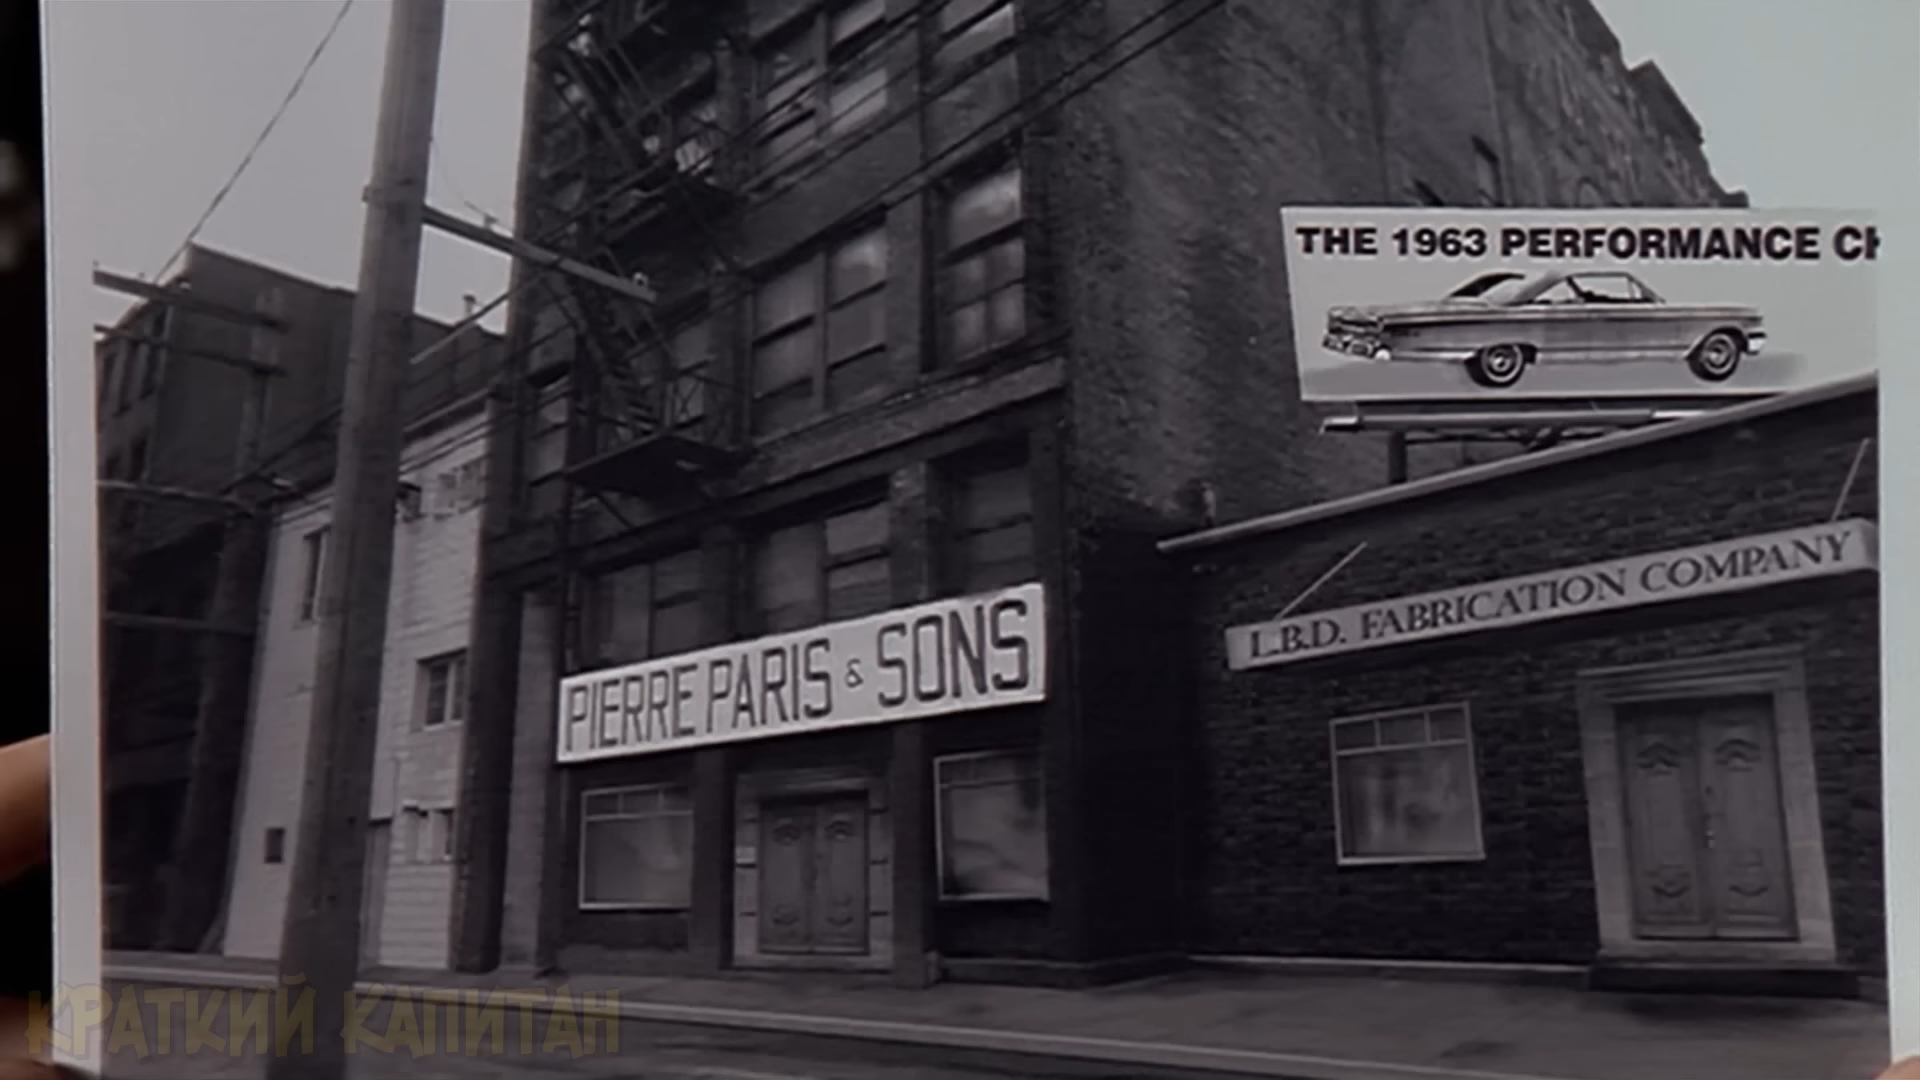 THE 1963 PERFORMANCE
PIERRE PARIS & SONS
L.B.D. FABRICATION COMPANY
КРАТКИЙ КАПИТАН